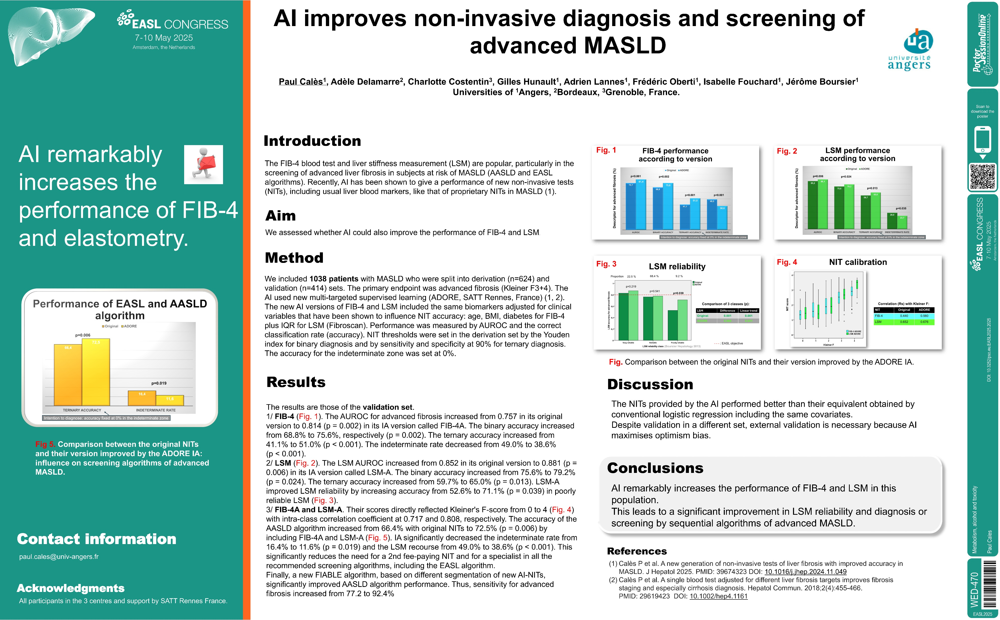 EASL CONGRESS
7-10 May 2025
Amsterdam, the Netherlands
AI remarkably
increases the
performance of FIB-4
and elastometry.
Performance of EASL and AASLD
algorithm
Original ADORE
p=0.006
66,4
72,5
p=0.019
16,4
11,6
TERNARY ACCURACY INDETERMINATE RATE
Intention to diagnose: accuracy fixed at 0% in the indeterminate zone
Fig 5. Comparison between the original NITs
and their version improved by the ADORE IA:
influence on screening algorithms of advanced
MASLD.
Contact information
paul.cales@univ-angers.fr
Acknowledgments
All participants in the 3 centres and support by SATT Rennes France.
AI improves non-invasive diagnosis and screening of
advanced MASLD
ua
université
angers
Paul Calès1, Adèle Delamarre2, Charlotte Costentin3, Gilles Hunault1, Adrien Lannes1, Frédéric Oberti1, Isabelle Fouchard1, Jérôme Boursier1
Universities of 1Angers, 2Bordeaux, 3Grenoble, France.
Introduction
The FIB-4 blood test and liver stiffness measurement (LSM) are popular, particularly in the
screening of advanced liver fibrosis in subjects at risk of MASLD (AASLD and EASL
algorithms). Recently, AI has been shown to give a performance of new non-invasive tests
(NITs), including usual liver blood markers, like that of proprietary NITs in MASLD (1).
Aim
We assessed whether AI could also improve the performance of FIB-4 and LSM.
Method
We included 1038 patients with MASLD who were split into derivation (n=624) and
validation (n=414) sets. The primary endpoint was advanced fibrosis (Kleiner F3+4). The
AI used new multi-targeted supervised learning (ADORE, SATT Rennes, France) (1, 2).
The new AI versions of FIB-4 and LSM included the same biomarkers adjusted for clinical
variables that have been shown to influence NIT accuracy: age, BMI, diabetes for FIB-4
plus IQR for LSM (Fibroscan). Performance was measured by AUROC and the correct
classification rate (accuracy). NIT thresholds were set in the derivation set by the Youden
index for binary diagnosis and by sensitivity and specificity at 90% for ternary diagnosis.
The accuracy for the indeterminate zone was set at 0%.
Results
The results are those of the validation set.
1/ FIB-4 (Fig. 1). The AUROC for advanced fibrosis increased from 0.757 in its original
version to 0.814 (p = 0.002) in its IA version called FIB-4A. The binary accuracy increased
from 68.8% to 75.6%, respectively (p = 0.002). The ternary accuracy increased from
41.1% to 51.0% (p < 0.001). The indeterminate rate decreased from 49.0% to 38.6%
(p < 0.001).
2/ LSM (Fig. 2). The LSM AUROC increased from 0.852 in its original version to 0.881 (p =
0.006) in its IA version called LSM-A. The binary accuracy increased from 75.6% to 79.2%
(p = 0.024). The ternary accuracy increased from 59.7% to 65.0% (p = 0.013). LSM-A
improved LSM reliability by increasing accuracy from 52.6% to 71.1% (p = 0.039) in poorly
reliable LSM (Fig. 3).
3/ FIB-4A and LSM-A. Their scores directly reflected Kleiner's F-score from 0 to 4 (Fig. 4)
with intra-class correlation coefficient at 0.717 and 0.808, respectively. The accuracy of the
AASLD algorithm increased from 66.4% with original NITs to 72.5% (p = 0.006) by
including FIB-4A and LSM-A (Fig. 5). IA significantly decreased the indeterminate rate from
16.4% to 11.6% (p = 0.019) and the LSM recourse from 49.0% to 38.6% (p < 0.001). This
significantly reduces the need for a 2nd fee-paying NIT and for a specialist in all the
recommended screening algorithms, including the EASL algorithm.
Finally, a new FIABLE algorithm, based on different segmentation of new AI-NITs,
significantly improved AASLD algorithm performance. Thus, sensitivity for advanced
fibrosis increased from 77.2 to 92.4%
Fig. 1
FIB-4 performance
according to version
Descriptor for advanced fibrosis (%)
Original ADORE
p<0.001 p=0.002 p<0.001 p<0.001
75,7 81,4 68,8 75,6 41,1 51,0 38,6
AUROC BINARY ACCURACY TERNARY ACCURACY INDETERMINATE RATE
Intention to diagnose: accuracy fixed at 0% in the indeterminate zone
Fig. 2
LSM performance
according to version
Descriptor for advanced fibrosis (%)
Original ADORE
p=0.006 p=0.024 p=0.013 p=0.035
85,2 88,1 75,6 79,2 59,7 29,0 23,7
AUROC BINARY ACCURACY TERNARY ACCURACY INDETERMINATE RATE
Intention to diagnose: accuracy fixed at 0% in the indeterminate zone
Fig. 3
LSM reliability
Proportion 22.5 % 68.4 % 9.2 %
LSM accuracy for advanced fibrosis
Original
ADORE
p=0.219 p=0.541 p=0.039
1
0,8
0,6
0,4
0,2
0
Very reliable Reliable Poorly reliable
LSM reliability class (Boursier Hepatology 2013)
Comparison of 3 classes (p):
LSM Difference Linear trend
Original 0.001 0.001
ADORE
----: EASL objective
Fig. 4
NIT calibration
NIT score
4
3
2
1
0
0 1 2 3 4
Kleiner F
FIB-4 ADORE
LSM ADORE
Correlation (Rs) with Kleiner F:
NIT Original ADORE
FIB-4 0.440 0.560
LSM 0.652 0.676
Fig. Comparison between the original NITs and their version improved by the ADORE IA.
Discussion
The NITs provided by the AI performed better than their equivalent obtained by
conventional logistic regression including the same covariates.
Despite validation in a different set, external validation is necessary because AI
maximises optimism bias.
Conclusions
AI remarkably increases the performance of FIB-4 and LSM in this
population.
This leads to a significant improvement in LSM reliability and diagnosis or
screening by sequential algorithms of advanced MASLD.
References
(1) Calès P et al. A new generation of non-invasive tests of liver fibrosis with improved accuracy in
MASLD. J Hepatol 2025. PMID: 39674323 DOI: 10.1016/j.jhep.2024.11.049
(2) Calès P et al. A single blood test adjusted for different liver fibrosis targets improves fibrosis
staging and especially cirrhosis diagnosis. Hepatol Commun. 2018;2(4):455-466.
PMID: 29619423 DOI: 10.1002/hep4.1161
PosterSessionOnline.com
SPREADING KNOWLEDGE
Scan to
download the
poster
EASL CONGRESS
7-10 May 2025
Amsterdam, the Netherlands
DOI: 10.3252/pso.eu.EASL2025.2025
Metabolism, alcohol and toxicity
Paul Cales
WED-470
EASL2025